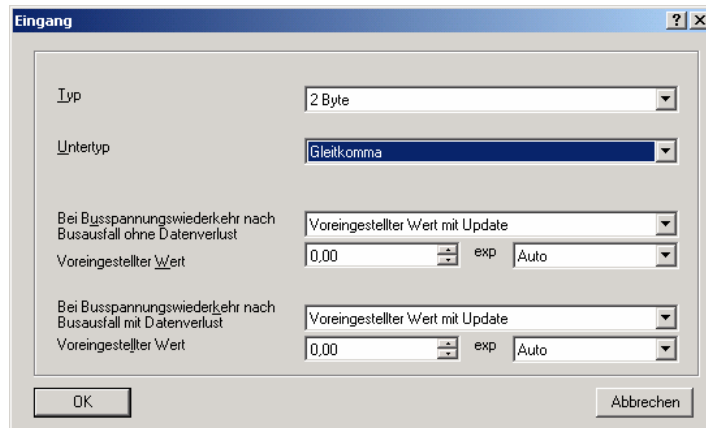 Eingang
Typ
2 Byte
Untertyp
Gleitkomma
Bei Busspannungswiederkehr nach
Busausfall ohne Datenverlust
Voreingestellter Wert mit Update
Voreingestellter Wert
0,00
exp
Auto
Bei Busspannungswiederkehr nach
Busausfall mit Datenverlust
Voreingestellter Wert mit Update
Voreingestellter Wert
0,00
exp
Auto
OK
Abbrechen